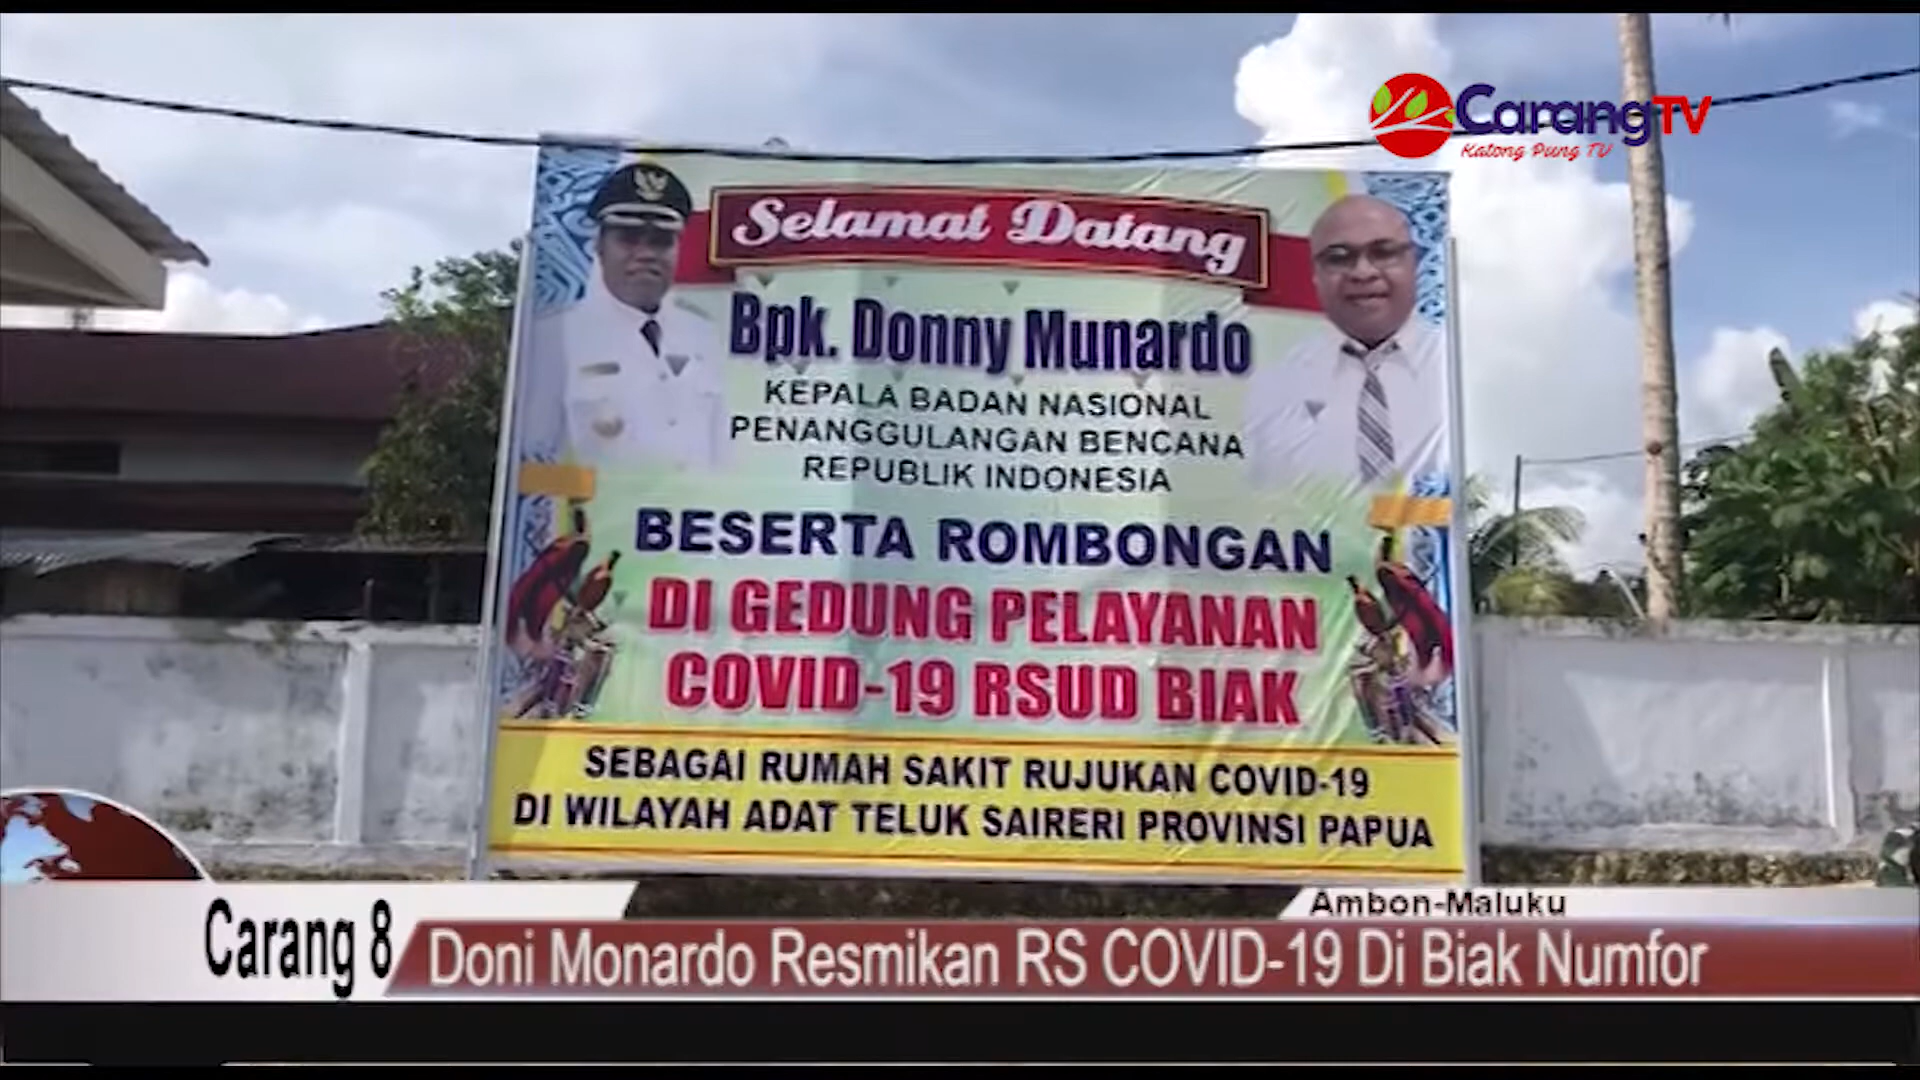 CarangTV
Katong Pung TV
Selamat Datang
Bpk. Donny Munardo
KEPALA BADAN NASIONAL
PENANGGULANGAN BENCANA
REPUBLIK INDONESIA
BESERTA ROMBONGAN
DI GEDUNG PELAYANAN
COVID-19 RSUD BIAK
SEBAGAI RUMAH SAKIT RUJUKAN COVID-19
DI WILAYAH ADAT TELUK SAIRERI PROVINSI PAPUA
Ambon-Maluku
Carang 8
Doni Monardo Resmikan RS COVID-19 Di Biak Numfor